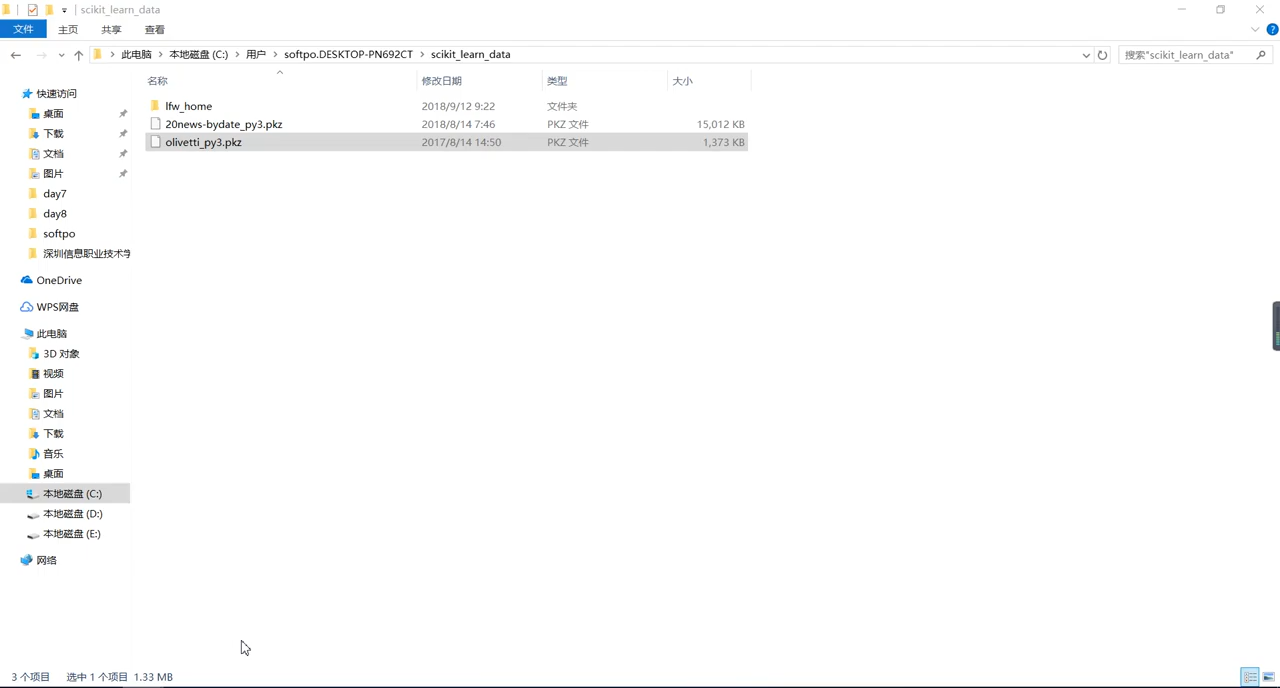 scikit_learn_data
文件 主页 共享 查看
此电脑 本地磁盘 (C:) 用户 softpo.DESKTOP-PN692CT scikit_learn_data 搜索"scikit_learn_data"
名称 修改日期 类型 大小
lfw_home 2018/9/12 9:22 文件夹
20news-bydate_py3.pkz 2018/8/14 7:46 PKZ 文件 15,012 KB
olivetti_py3.pkz 2017/8/14 14:50 PKZ 文件 1,373 KB
快速访问
桌面
下载
文档
图片
day7
day8
softpo
深圳信息职业技术学
OneDrive
WPS网盘
此电脑
3D 对象
视频
图片
文档
下载
音乐
桌面
本地磁盘 (C:)
本地磁盘 (D:)
本地磁盘 (E:)
网络
3 个项目 选中 1 个项目 1.33 MB